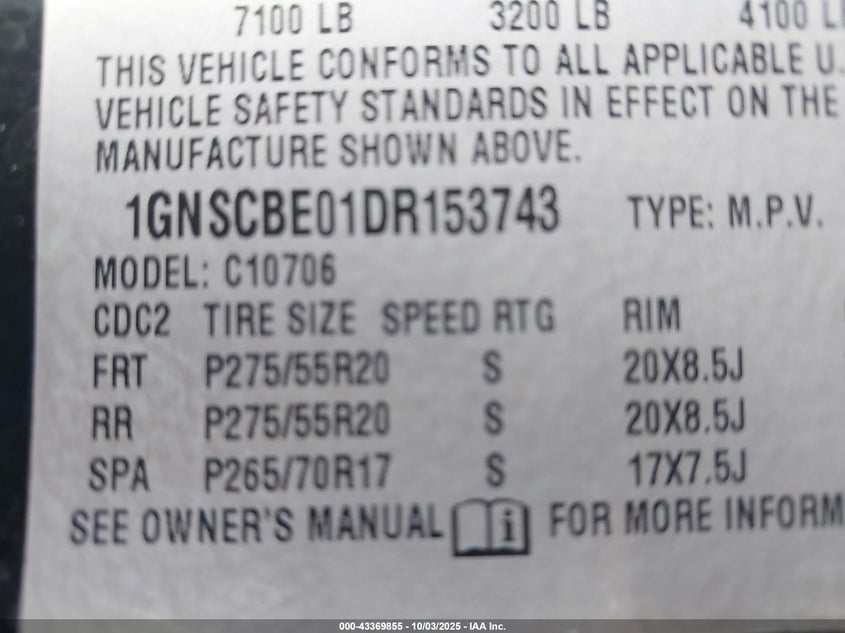 7100 LB 3200 LB 4100 L
THIS VEHICLE CONFORMS TO ALL APPLICABLE U.
VEHICLE SAFETY STANDARDS IN EFFECT ON THE
MANUFACTURE SHOWN ABOVE.
1GNSCBE01DR153743 TYPE: M.P.V.
MODEL: C10706
CDC2 TIRE SIZE SPEED RTG RIM
FRT P275/55R20 S 20X8.5J
RR P275/55R20 S 20X8.5J
SPA P265/70R17 S 17X7.5J
SEE OWNER'S MANUAL i FOR MORE INFORM
000-43369855 - 10/03/2025 - IAA Inc.